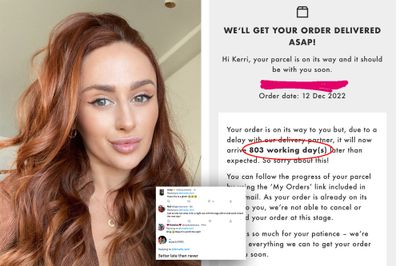 WE'LL GET YOUR ORDER DELIVERED
ASAP!
Hi Kerri, your parcel is on its way and it should
be with you soon.
Order date: 12 Dec 2022
Your order is on its way to you but, due to a
delay with our delivery partner, it will now
arrive 803 working day(s) later than
expected. So sorry about this!
You can follow the progress of your parcel
by using the 'My Orders' link included in
email. As your order is already on its
to you, we're not able to cancel or
your order at this stage.
so much for your patience – we're
everything we can to get your order
you soon.
Better late than never